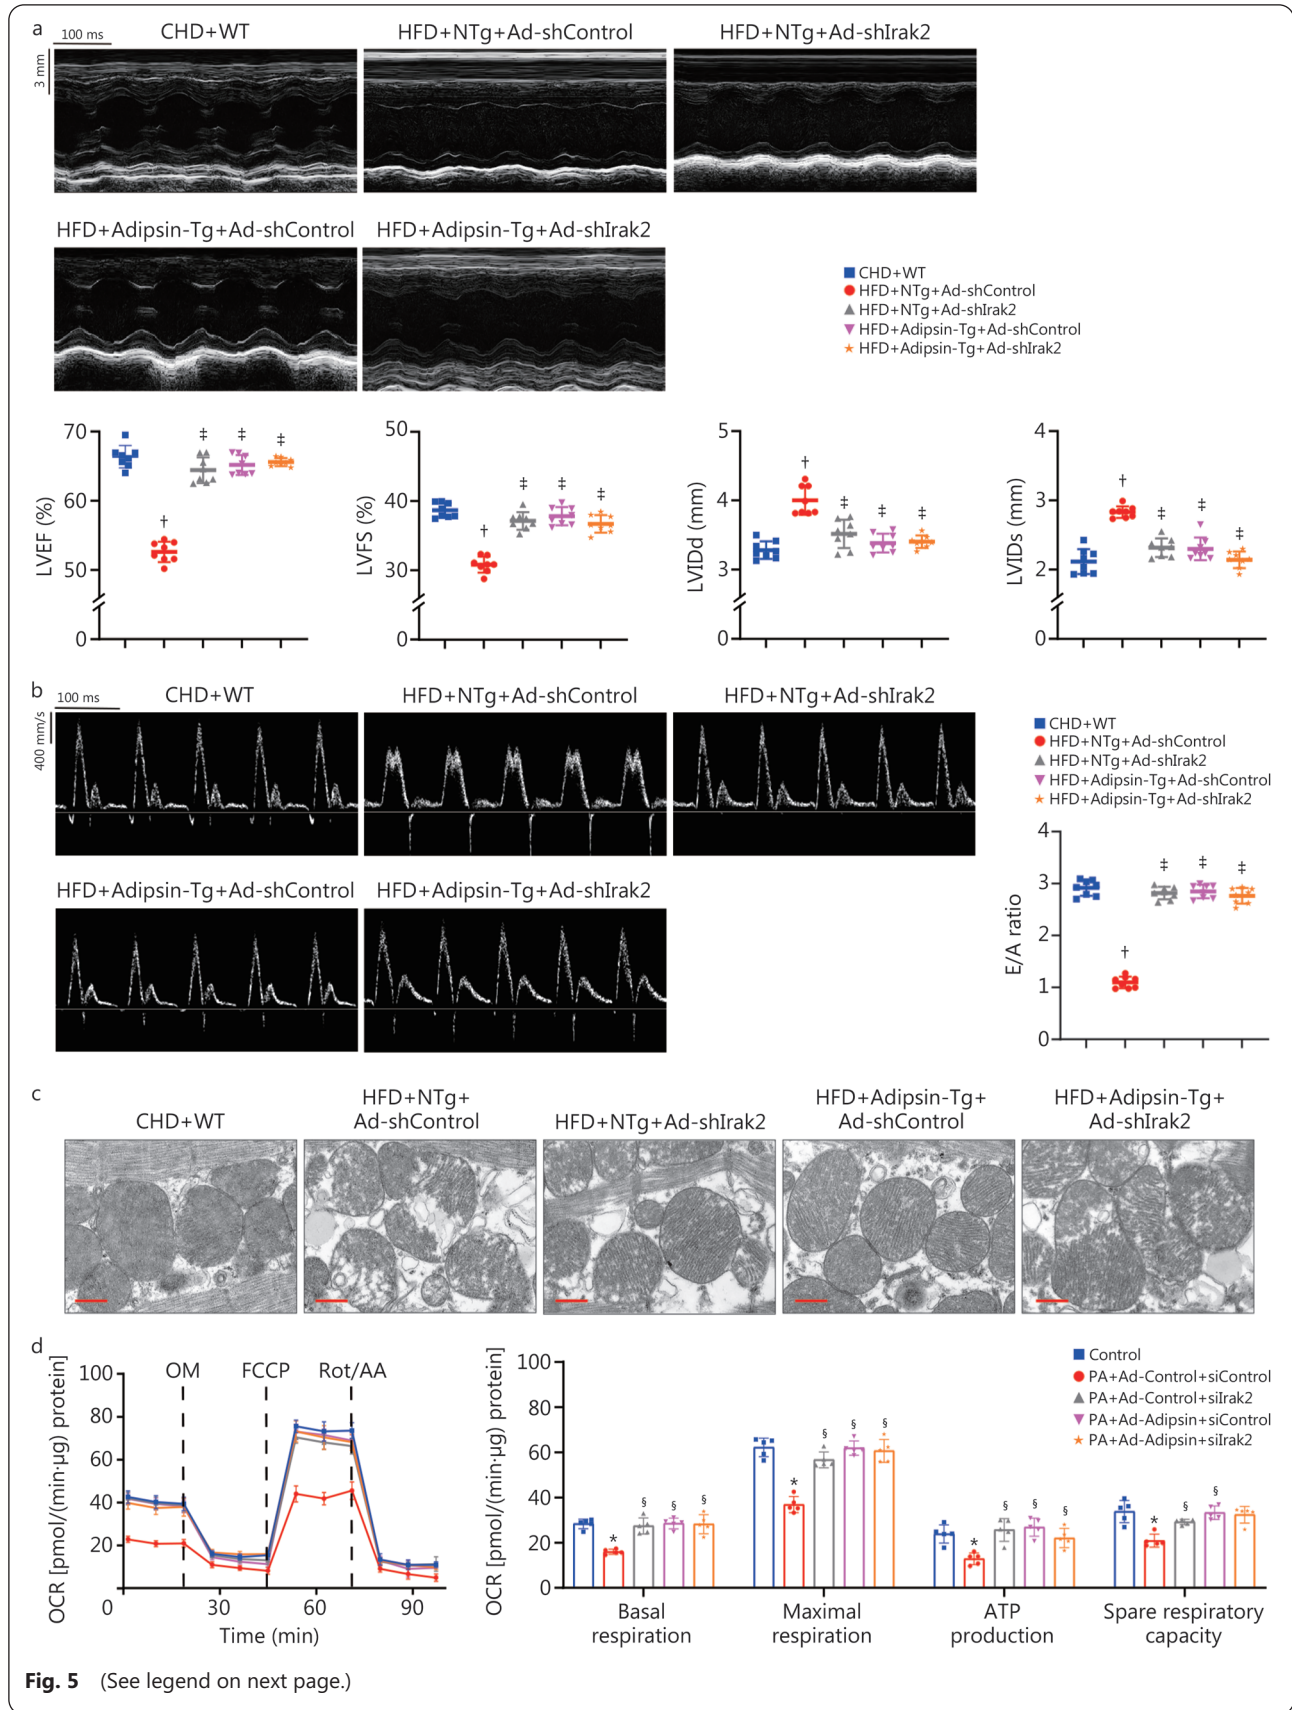 a
100 ms
3 mm
CHD+WT
HFD+NTg+Ad-shControl
HFD+NTg+Ad-shIrak2
HFD+Adipsin-Tg+Ad-shControl
HFD+Adipsin-Tg+Ad-shIrak2
CHD+WT
HFD+NTg+Ad-shControl
HFD+NTg+Ad-shIrak2
HFD+Adipsin-Tg+Ad-shControl
HFD+Adipsin-Tg+Ad-shIrak2
LVEF (%)
70
60
50
0
†
‡
‡
‡
LVFS (%)
50
40
30
0
†
‡
‡
‡
LVIDd (mm)
5
4
3
0
†
‡
‡
‡
LVIDs (mm)
4
3
2
0
†
‡
‡
‡
b
100 ms
400 mm/s
CHD+WT
HFD+NTg+Ad-shControl
HFD+NTg+Ad-shIrak2
HFD+Adipsin-Tg+Ad-shControl
HFD+Adipsin-Tg+Ad-shIrak2
CHD+WT
HFD+NTg+Ad-shControl
HFD+NTg+Ad-shIrak2
HFD+Adipsin-Tg+Ad-shControl
HFD+Adipsin-Tg+Ad-shIrak2
E/A ratio
4
3
2
1
0
†
‡
‡
‡
c
CHD+WT
HFD+NTg+
Ad-shControl
HFD+NTg+Ad-shIrak2
HFD+Adipsin-Tg+
Ad-shControl
HFD+Adipsin-Tg+
Ad-shIrak2
d
OCR [pmol/(min·μg) protein]
100
80
60
40
20
OM
FCCP
Rot/AA
0
30
60
90
Time (min)
OCR [pmol/(min·μg) protein]
100
80
60
40
20
0
*
§
§
§
*
§
§
§
*
§
§
§
*
§
§
Basal
respiration
Maximal
respiration
ATP
production
Spare respiratory
capacity
Control
PA+Ad-Control+siControl
PA+Ad-Control+siIrak2
PA+Ad-Adipsin+siControl
PA+Ad-Adipsin+siIrak2
Fig. 5 (See legend on next page.)